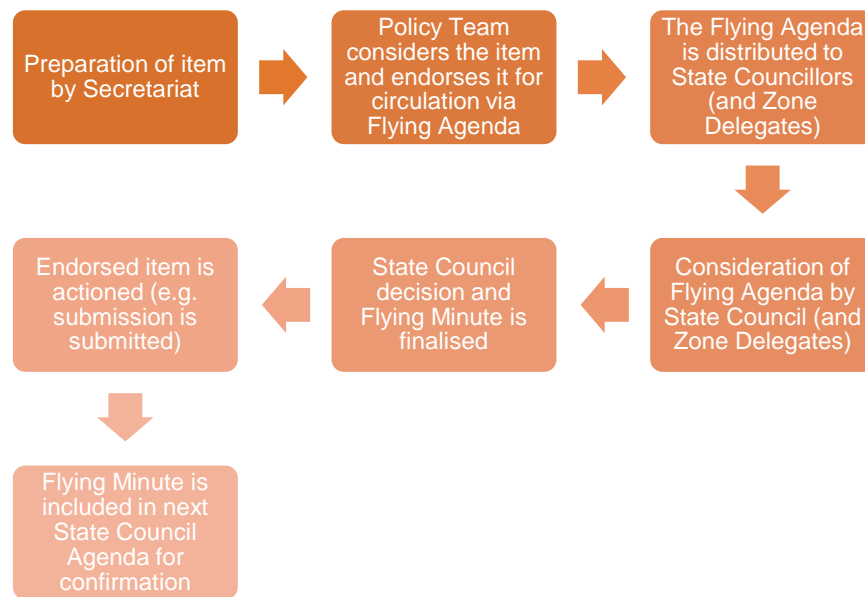 Preparation of item
by Secretariat
Policy Team
considers the item
and endorses it for
circulation via
Flying Agenda
The Flying Agenda
is distributed to
State Councillors
(and Zone
Delegates)
Consideration of
Flying Agenda by
State Council (and
Zone Delegates)
State Council
decision and
Flying Minute is
finalised
Endorsed item is
actioned (e.g.
submission is
submitted)
Flying Minute is
included in next
State Council
Agenda for
confirmation